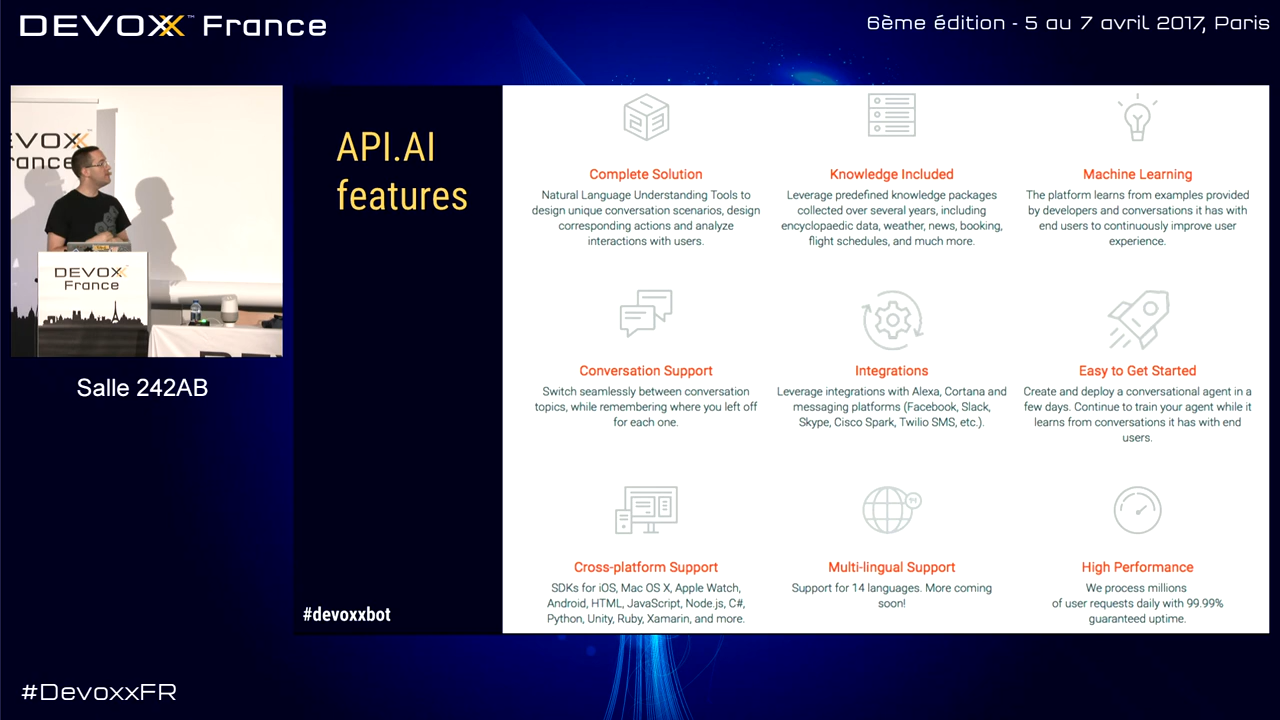 DEVOXX™ France
6ème édition - 5 au 7 avril 2017, Paris
DEVOXX
France
Salle 242AB
API.AI
features
#devoxxbot
Complete Solution
Natural Language Understanding Tools to
design unique conversation scenarios, design
corresponding actions and analyze
interactions with users.
Knowledge Included
Leverage predefined knowledge packages
collected over several years, including
encyclopaedic data, weather, news, booking,
flight schedules, and much more.
Machine Learning
The platform learns from examples provided
by developers and conversations it has with
end users to continuously improve user
experience.
Conversation Support
Switch seamlessly between conversation
topics, while remembering where you left off
for each one.
Integrations
Leverage integrations with Alexa, Cortana and
messaging platforms (Facebook, Slack,
Skype, Cisco Spark, Twilio SMS, etc.).
Easy to Get Started
Create and deploy a conversational agent in a
few days. Continue to train your agent while it
learns from conversations it has with end
users.
Cross-platform Support
SDKs for iOS, Mac OS X, Apple Watch,
Android, HTML, JavaScript, Node.js, C#,
Python, Unity, Ruby, Xamarin, and more.
Multi-lingual Support
Support for 14 languages. More coming
soon!
High Performance
We process millions
of user requests daily with 99.99%
guaranteed uptime.
#DevoxxFR